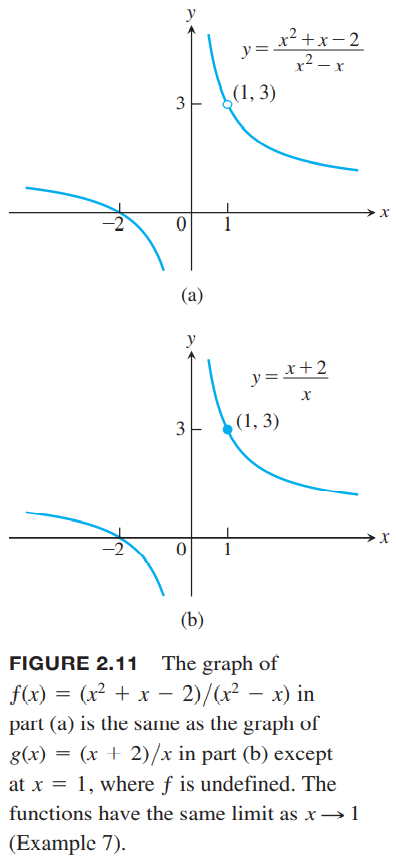 y
y = x² + x − 2 / x² − x
(1, 3)
3
−2 0 1 x
(a)
y
y = x + 2 / x
(1, 3)
3
−2 0 1 x
(b)
FIGURE 2.11 The graph of
f(x) = (x² + x − 2)/(x² − x) in
part (a) is the same as the graph of
g(x) = (x + 2)/x in part (b) except
at x = 1, where f is undefined. The
functions have the same limit as x → 1
(Example 7).